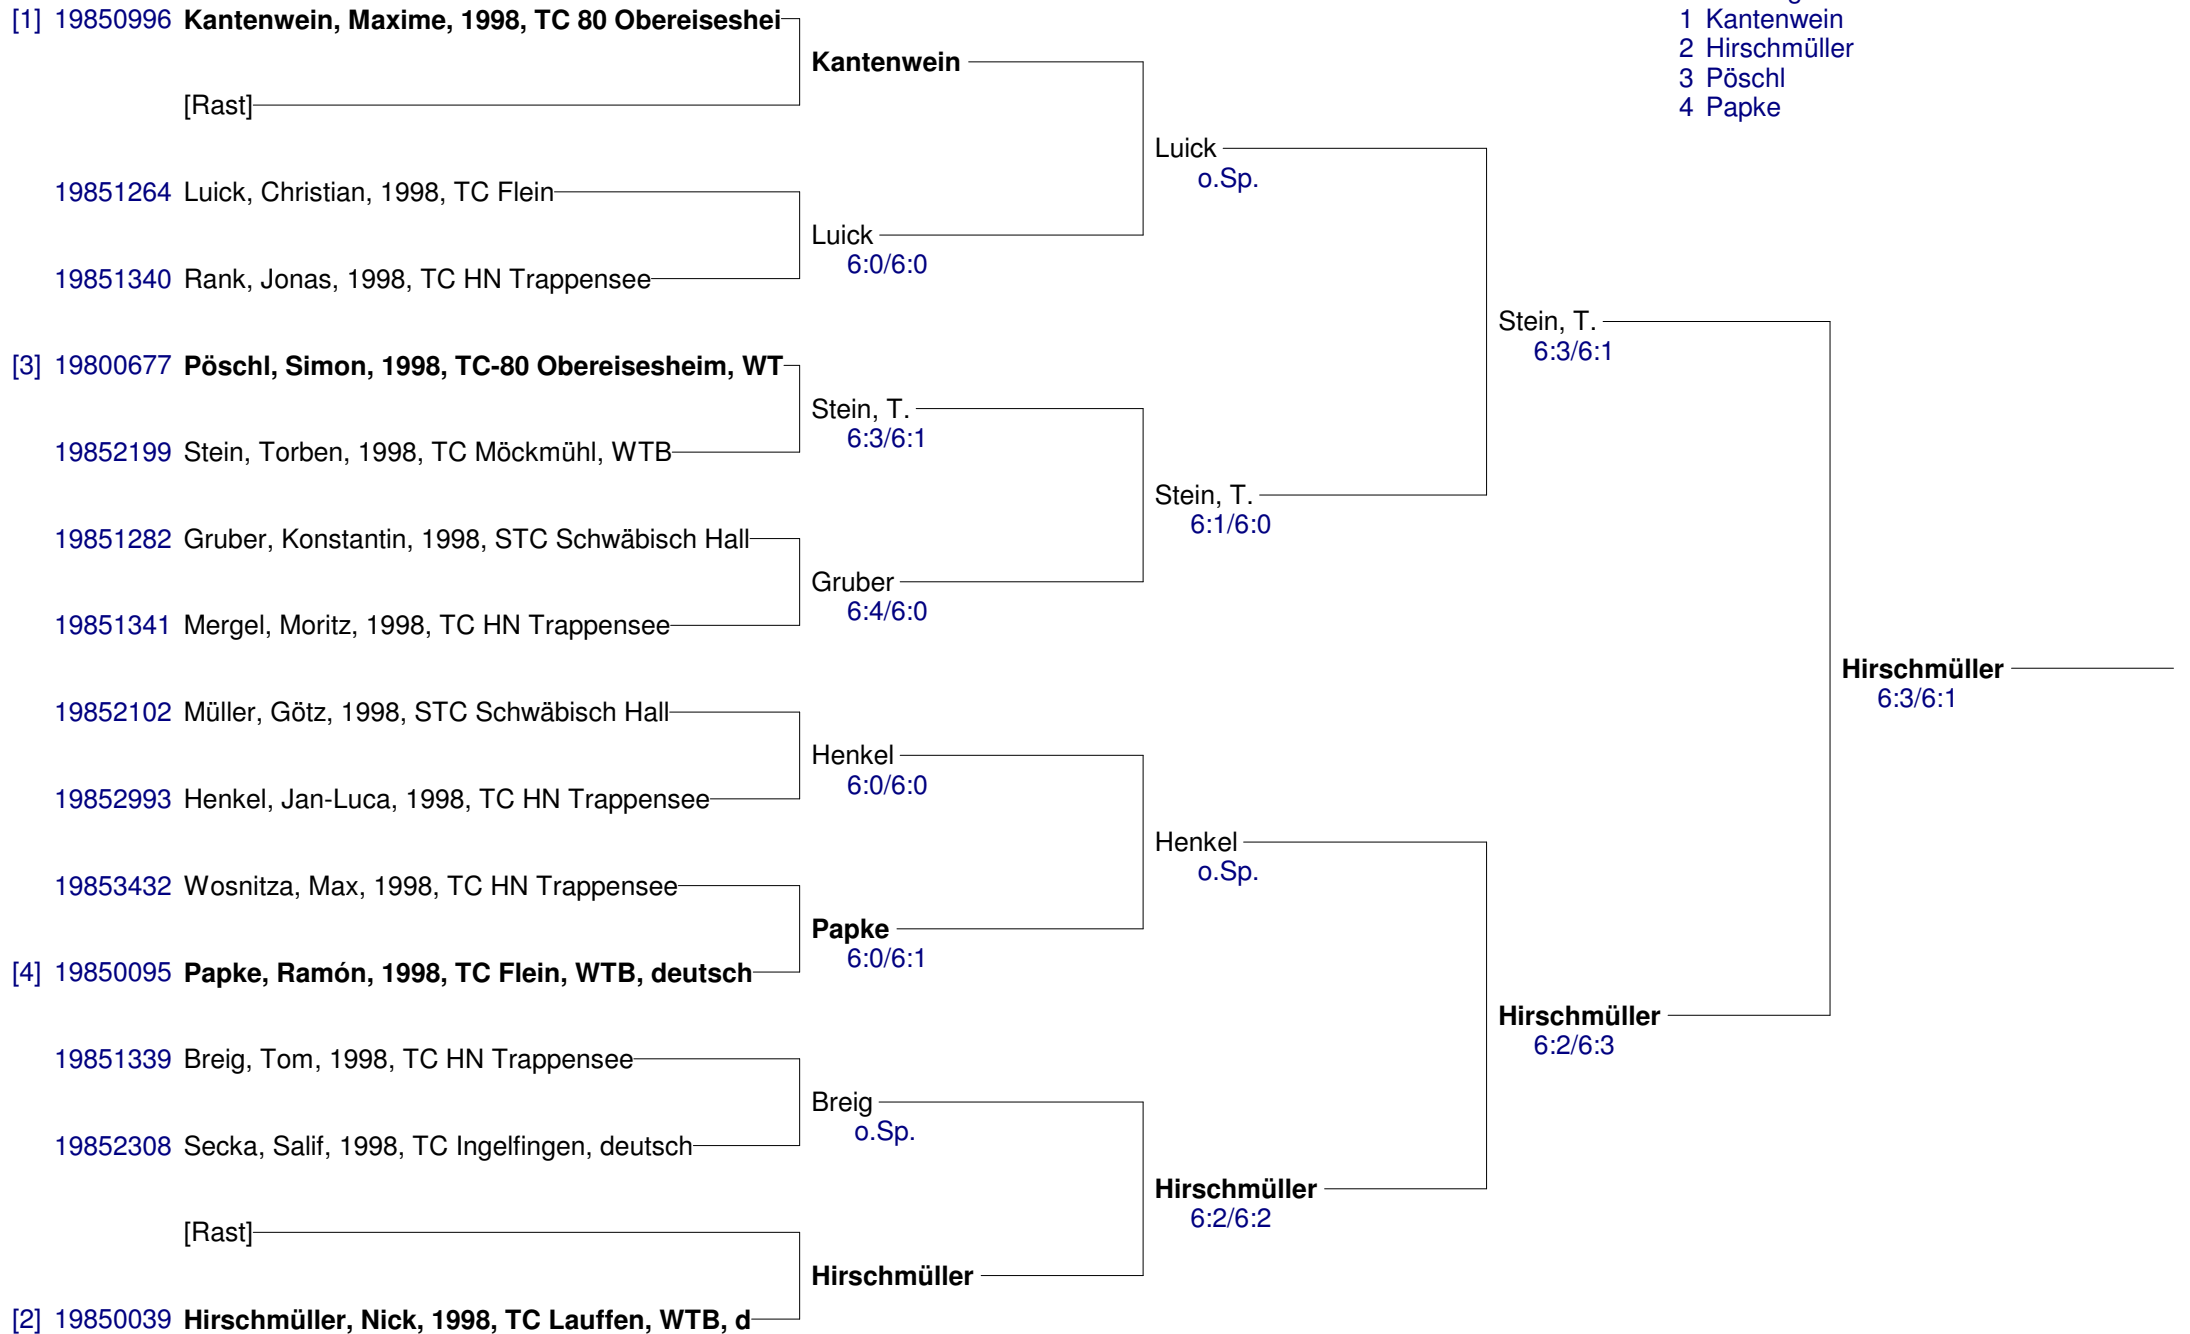 [1] 19850996 Kantenwein, Maxime, 1998, TC 80 Obereiseshei
[Rast]
19851264 Luick, Christian, 1998, TC Flein
19851340 Rank, Jonas, 1998, TC HN Trappensee
[3] 19800677 Pöschl, Simon, 1998, TC-80 Obereisesheim, WT
19852199 Stein, Torben, 1998, TC Möckmühl, WTB
19851282 Gruber, Konstantin, 1998, STC Schwäbisch Hall
19851341 Mergel, Moritz, 1998, TC HN Trappensee
19852102 Müller, Götz, 1998, STC Schwäbisch Hall
19852993 Henkel, Jan-Luca, 1998, TC HN Trappensee
19853432 Wosnitza, Max, 1998, TC HN Trappensee
[4] 19850095 Papke, Ramón, 1998, TC Flein, WTB, deutsch
19851339 Breig, Tom, 1998, TC HN Trappensee
19852308 Secka, Salif, 1998, TC Ingelfingen, deutsch
[Rast]
[2] 19850039 Hirschmüller, Nick, 1998, TC Lauffen, WTB, d
Kantenwein
Luick
6:0/6:0
Stein, T.
6:3/6:1
Gruber
6:4/6:0
Henkel
6:0/6:0
Papke
6:0/6:1
Breig
o.Sp.
Hirschmüller
Luick
o.Sp.
Stein, T.
6:1/6:0
Henkel
o.Sp.
Hirschmüller
6:2/6:2
Stein, T.
6:3/6:1
Hirschmüller
6:2/6:3
Hirschmüller
6:3/6:1
1 Kantenwein
2 Hirschmüller
3 Pöschl
4 Papke